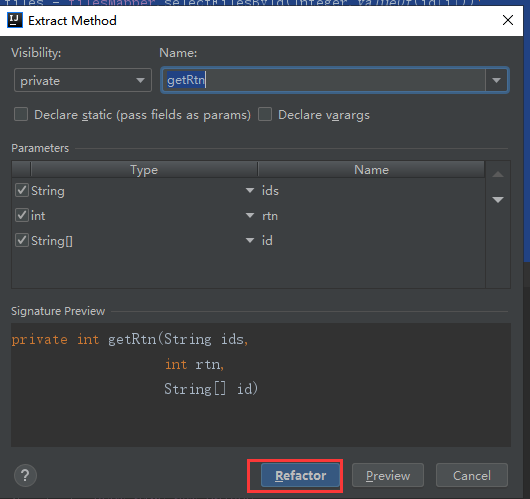 files = filesMapper.selectFilesById(Integer.valueOf(id[i]));
IJ Extract Method
Visibility: Name:
private getRtn
Declare static (pass fields as params) Declare varargs
Parameters
Type Name
String ids
int rtn
String[] id
Signature Preview
private int getRtn(String ids,
int rtn,
String[] id)
? Refactor Preview Cancel